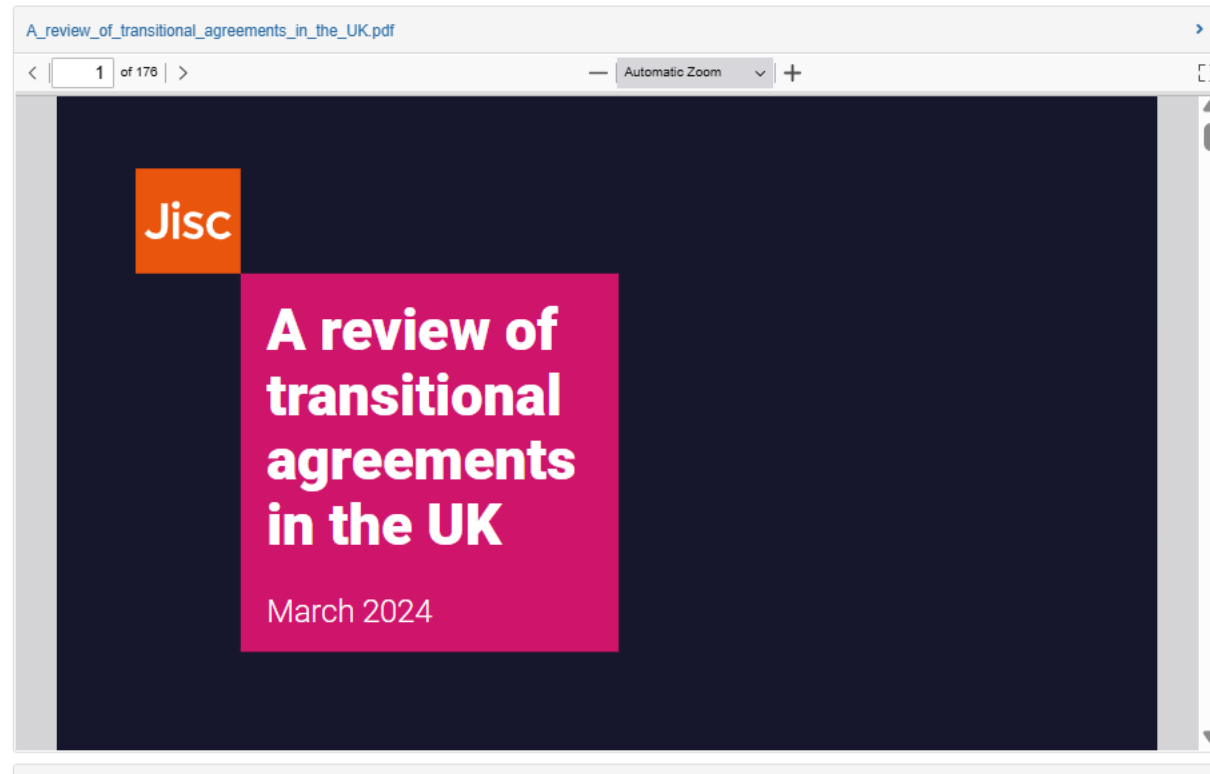 A_review_of_transitional_agreements_in_the_UK.pdf
1 of 176
Automatic Zoom
Jisc
A review of
transitional
agreements
in the UK
March 2024